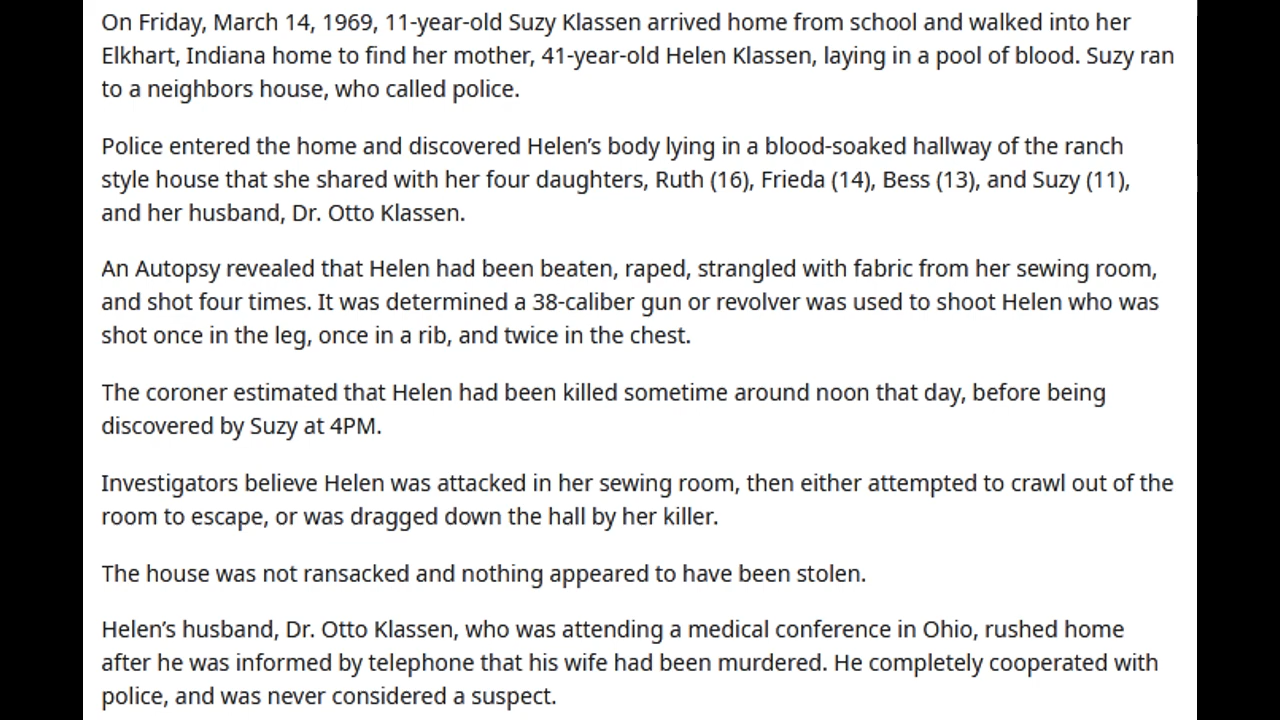 On Friday, March 14, 1969, 11-year-old Suzy Klassen arrived home from school and walked into her
Elkhart, Indiana home to find her mother, 41-year-old Helen Klassen, laying in a pool of blood. Suzy ran
to a neighbors house, who called police.
Police entered the home and discovered Helen’s body lying in a blood-soaked hallway of the ranch
style house that she shared with her four daughters, Ruth (16), Frieda (14), Bess (13), and Suzy (11),
and her husband, Dr. Otto Klassen.
An Autopsy revealed that Helen had been beaten, raped, strangled with fabric from her sewing room,
and shot four times. It was determined a 38-caliber gun or revolver was used to shoot Helen who was
shot once in the leg, once in a rib, and twice in the chest.
The coroner estimated that Helen had been killed sometime around noon that day, before being
discovered by Suzy at 4PM.
Investigators believe Helen was attacked in her sewing room, then either attempted to crawl out of the
room to escape, or was dragged down the hall by her killer.
The house was not ransacked and nothing appeared to have been stolen.
Helen’s husband, Dr. Otto Klassen, who was attending a medical conference in Ohio, rushed home
after he was informed by telephone that his wife had been murdered. He completely cooperated with
police, and was never considered a suspect.